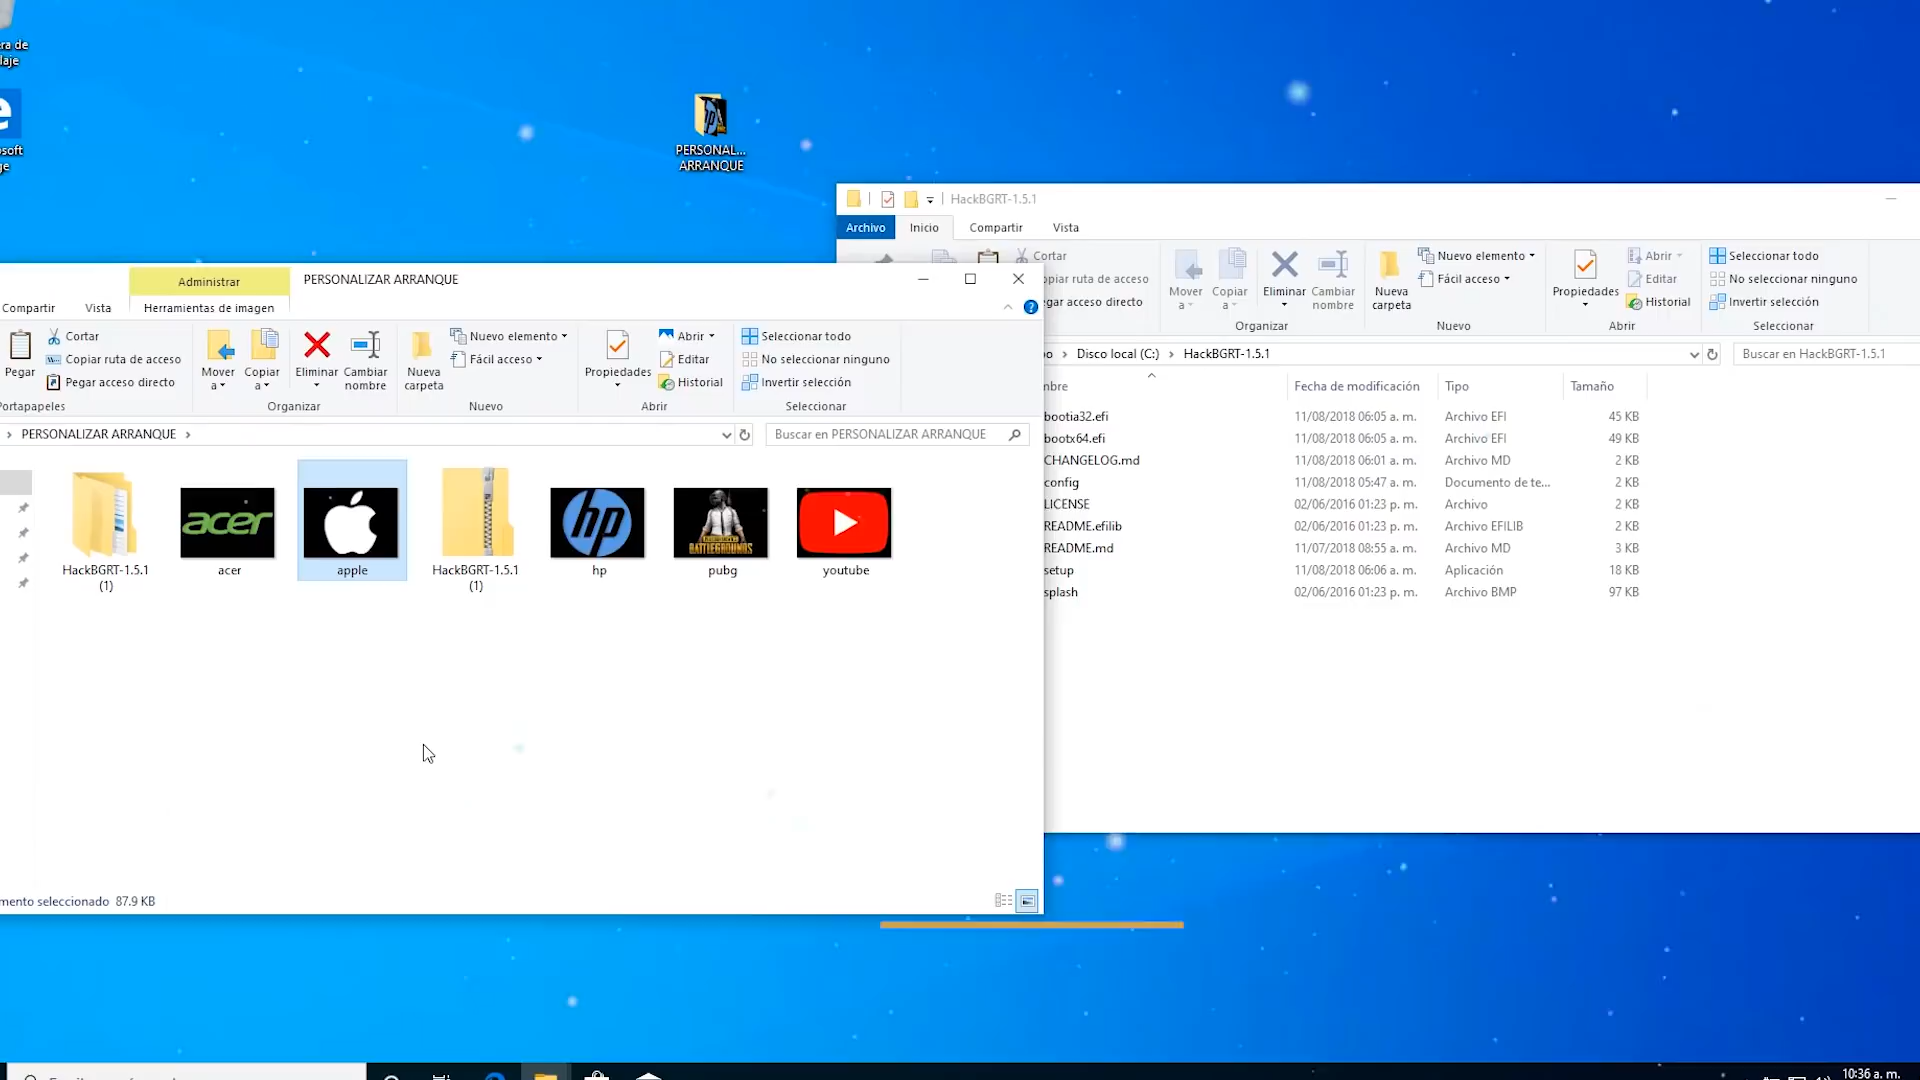 ra de
laje
osoft
ge
PERSONAL...
ARRANQUE
HackBGRT-1.5.1
Archivo
Inicio
Compartir
Vista
Cortar
opiar ruta de acceso
egar acceso directo
Mover
a
Copiar
a
Eliminar
Cambiar
nombre
Organizar
Nueva
carpeta
Nuevo elemento
Fácil acceso
Nuevo
Propiedades
Abrir
Editar
Historial
Abrir
Seleccionar todo
No seleccionar ninguno
Invertir selección
Seleccionar
po > Disco local (C:) > HackBGRT-1.5.1
Buscar en HackBGRT-1.5.1
mbre Fecha de modificación Tipo Tamaño
bootia32.efi 11/08/2018 06:05 a. m. Archivo EFI 45 KB
bootx64.efi 11/08/2018 06:05 a. m. Archivo EFI 49 KB
CHANGELOG.md 11/08/2018 06:01 a. m. Archivo MD 2 KB
config 11/08/2018 05:47 a. m. Documento de te... 2 KB
LICENSE 02/06/2016 01:23 p. m. Archivo 2 KB
README.efilib 02/06/2016 01:23 p. m. Archivo EFILIB 2 KB
README.md 11/07/2018 08:55 a. m. Archivo MD 3 KB
setup 11/08/2018 06:06 a. m. Aplicación 18 KB
splash 02/06/2016 01:23 p. m. Archivo BMP 97 KB
Administrar
PERSONALIZAR ARRANQUE
Compartir
Vista
Herramientas de imagen
Pegar
Cortar
Copiar ruta de acceso
Pegar acceso directo
ortapapeles
Mover
a
Copiar
a
Eliminar
Cambiar
nombre
Organizar
Nueva
carpeta
Nuevo elemento
Fácil acceso
Nuevo
Propiedades
Abrir
Editar
Historial
Abrir
Seleccionar todo
No seleccionar ninguno
Invertir selección
Seleccionar
> PERSONALIZAR ARRANQUE >
Buscar en PERSONALIZAR ARRANQUE
HackBGRT-1.5.1
(1)
acer
acer
apple
HackBGRT-1.5.1
(1)
hp
hp
BATTLEGROUNDS
pubg
youtube
mento seleccionado 87.9 KB
10:36 a. m.